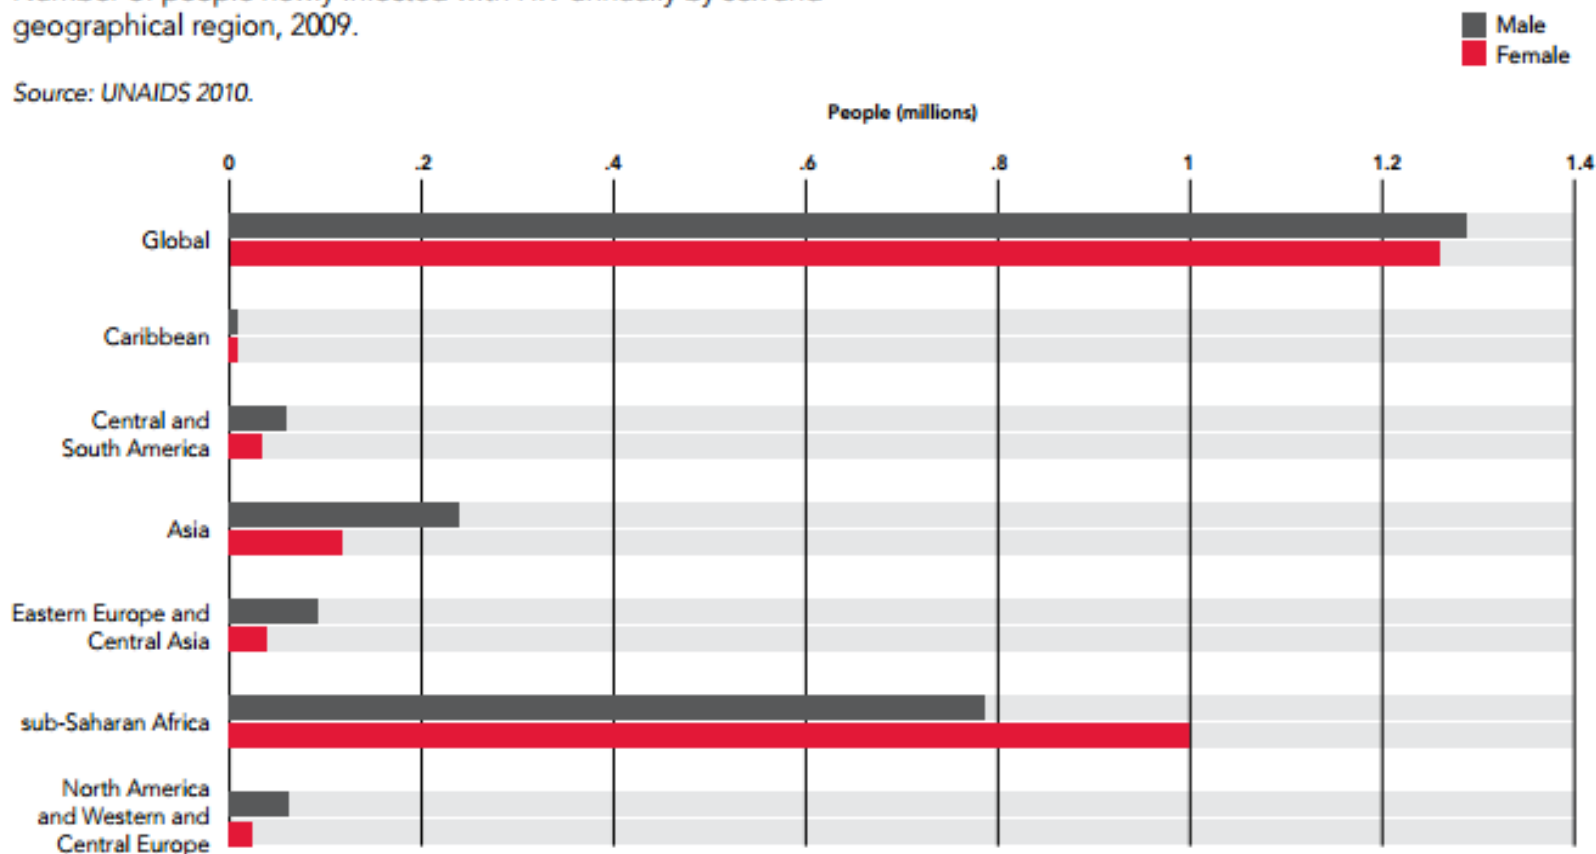 geographical region, 2009.
Male
Female
Source: UNAIDS 2010.
People (millions)
0 .2 .4 .6 .8 1 1.2 1.4
Global
Caribbean
Central and
South America
Asia
Eastern Europe and
Central Asia
sub-Saharan Africa
North America
and Western and
Central Europe